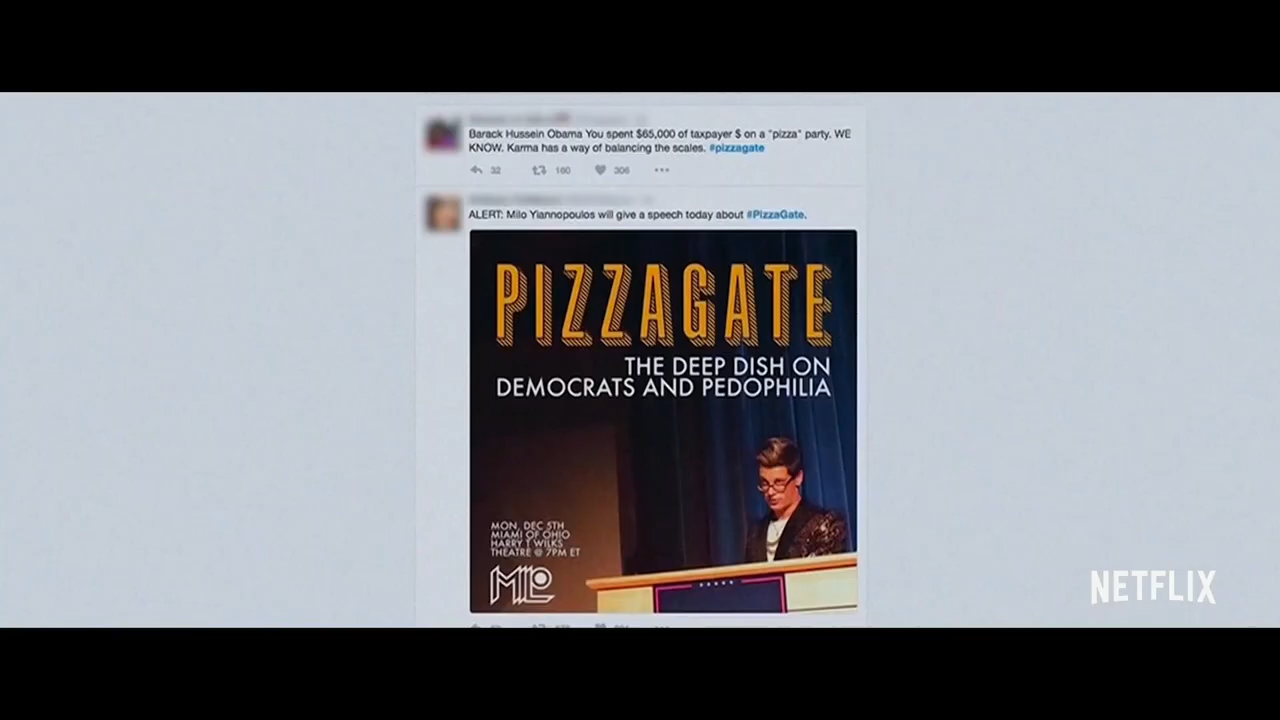 Barack Hussein Obama You spent $65,000 of taxpayer $ on a "pizza" party. WE
KNOW. Karma has a way of balancing the scales. #pizzagate
32 160 306
ALERT: Milo Yiannopoulos will give a speech today about #PizzaGate.
PIZZAGATE
THE DEEP DISH ON
DEMOCRATS AND PEDOPHILIA
MON, DEC 5TH
MIAMI OF OHIO
HARRY T WILKS
THEATRE @ 7PM ET
MILO
NETFLIX